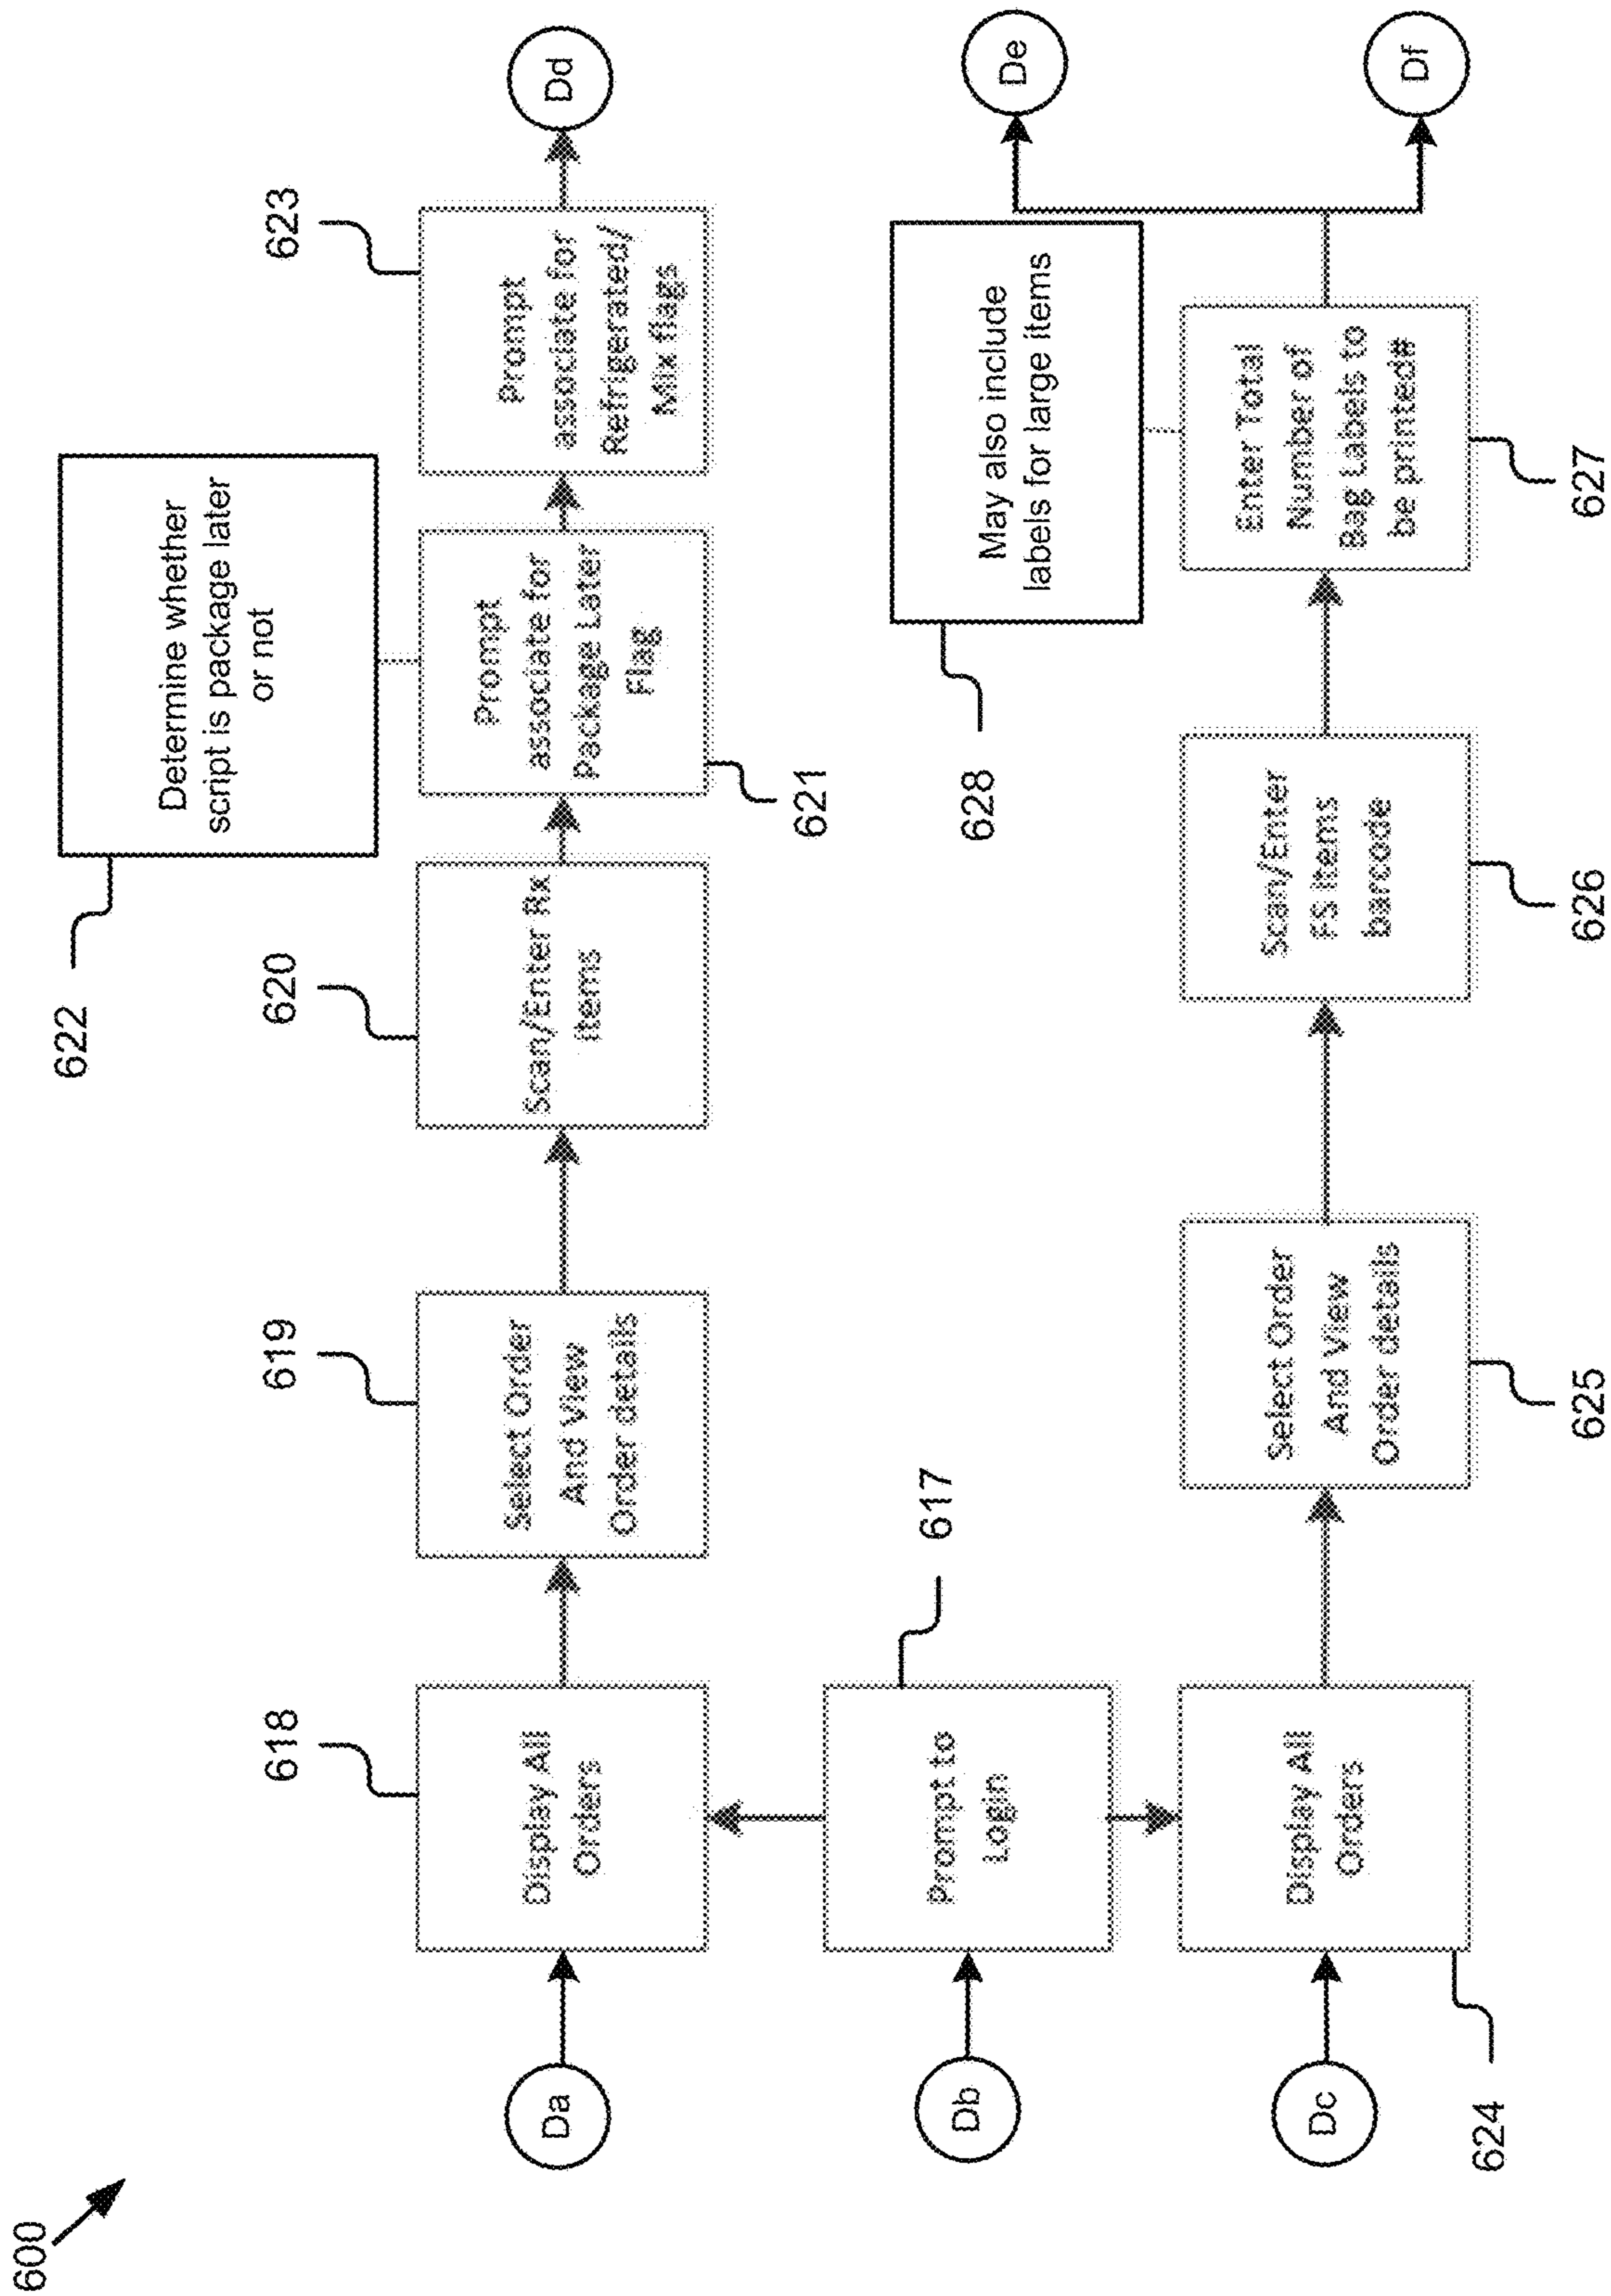 600
622
Determine whether
script is package later
or not
618
619
620
623
Da
Display All
Orders
Select Order
And View
Order details
Scan/Enter Rx
items
Prompt
associate for
Package Later
Flag
Prompt
associate for
Refrigerated/
Mix flags
Dd
621
617
628
May also include
labels for large items
Db
Prompt to
Login
De
Dc
Display All
Orders
Select Order
And View
Order details
Scan/Enter
FS items
barcode
Enter Total
Number of
Bag Labels to
be printed#
Df
624
625
626
627